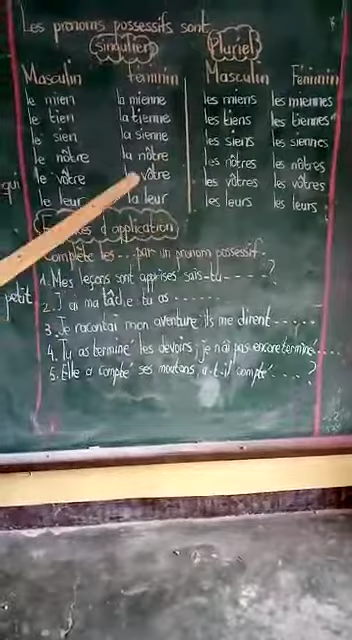 Les pronoms possessifs sont
Singulier Pluriel
Masculin Féminin Masculin Féminin
le mien la mienne les miens les miennes
le tien la tienne les tiens les tiennes
le sien la sienne les siens les siennes
le nôtre la nôtre les nôtres les nôtres
qui le vôtre vôtre les vôtres les vôtres
le leur la leur les leurs les leurs
d'application
Complète les ... par un pronom possessif.
1. Mes leçons sont apprises sais-tu ......?
petit 2. J'ai ma tâche tu as ......
3. Je racontai mon aventure ils me dirent ......
4. Tu as terminé les devoirs, je n'ai pas encore terminé ....
5. Elle a compté ses moutons, a-t-il compté ....?